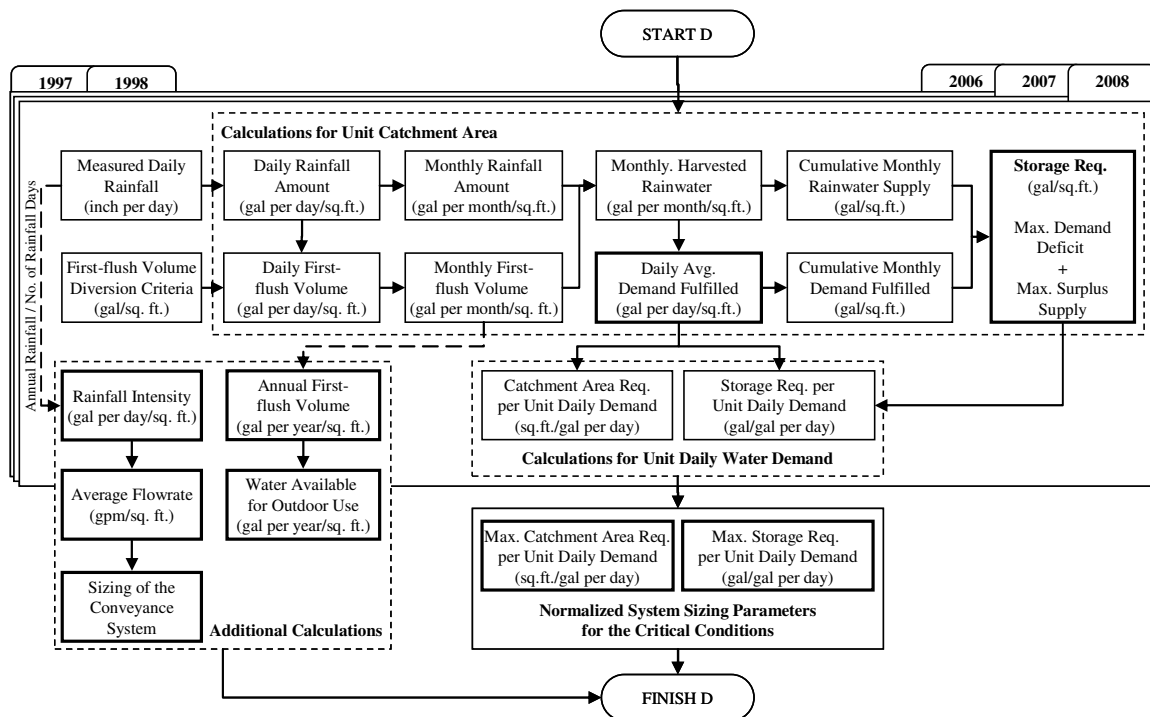 START D
1997
1998
2006
2007
2008
Calculations for Unit Catchment Area
Measured Daily
Rainfall
(inch per day)
Daily Rainfall
Amount
(gal per day/sq.ft.)
Monthly Rainfall
Amount
(gal per month/sq.ft.)
Monthly. Harvested
Rainwater
(gal per month/sq.ft.)
Cumulative Monthly
Rainwater Supply
(gal/sq.ft.)
Storage Req.
(gal/sq.ft.)
Max. Demand
Deficit
+
Max. Surplus
Supply
Annual Rainfall / No. of Rainfall Days
First-flush Volume
Diversion Criteria
(gal/sq. ft.)
Daily First-
flush Volume
(gal per day/sq.ft.)
Monthly First-
flush Volume
(gal per month/sq.ft.)
Daily Avg.
Demand Fulfilled
(gal per day/sq.ft.)
Cumulative Monthly
Demand Fulfilled
(gal/sq.ft.)
Rainfall Intensity
(gal per day/sq. ft.)
Annual First-
flush Volume
(gal per year/sq. ft.)
Catchment Area Req.
per Unit Daily Demand
(sq.ft./gal per day)
Storage Req. per
Unit Daily Demand
(gal/gal per day)
Calculations for Unit Daily Water Demand
Average Flowrate
(gpm/sq. ft.)
Water Available
for Outdoor Use
(gal per year/sq. ft.)
Max. Catchment Area Req.
per Unit Daily Demand
(sq.ft./gal per day)
Max. Storage Req.
per Unit Daily Demand
(gal/gal per day)
Sizing of the
Conveyance
System
Additional Calculations
Normalized System Sizing Parameters
for the Critical Conditions
FINISH D